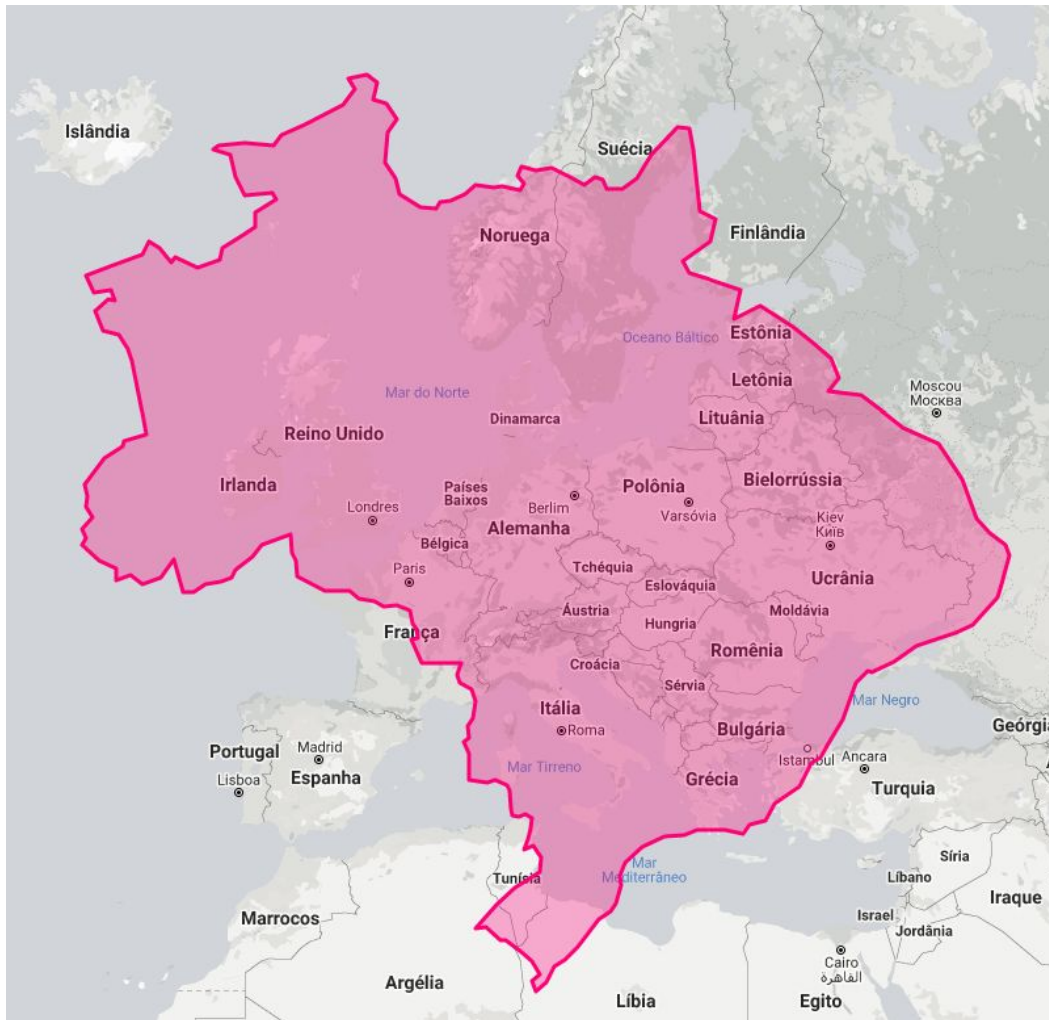 Islândia
Suécia
Noruega
Finlândia
Oceano Báltico
Estônia
Letônia
Moscou
Москва
Mar do Norte
Dinamarca
Lituânia
Reino Unido
Irlanda
Países
Baixos
Polônia
Bielorrússia
Londres
Berlim
Varsóvia
Alemanha
Kiev
Київ
Bélgica
Paris
Tchéquia
Eslováquia
Ucrânia
Áustria
Moldávia
França
Hungria
Romênia
Croácia
Sérvia
Itália
Mar Negro
Roma
Bulgária
Geórgia
Portugal
Madrid
Istambul
Ancara
Lisboa
Espanha
Mar Tirreno
Grécia
Turquia
Síria
Mar
Mediterrâneo
Tunísia
Líbano
Iraque
Marrocos
Israel
Jordânia
Cairo
القاهرة
Argélia
Líbia
Egito